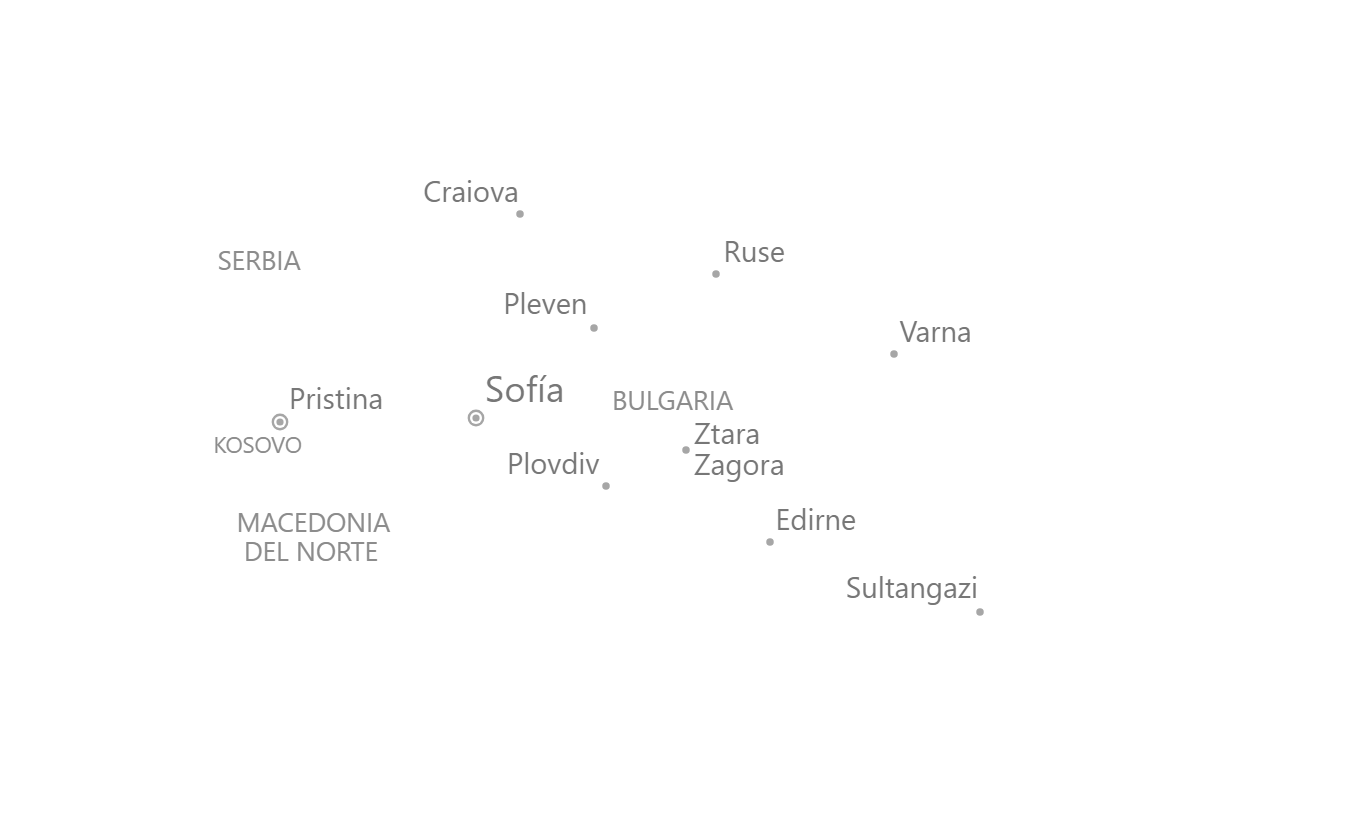 Craiova
Ruse
SERBIA
Pleven
Varna
Sofía
Pristina
BULGARIA
Ztara
Zagora
KOSOVO
Plovdiv
MACEDONIA
DEL NORTE
Edirne
Sultangazi